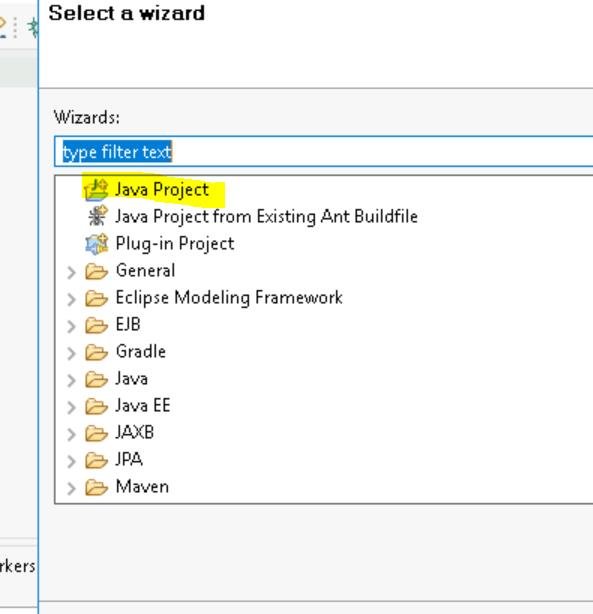 Select a wizard
Wizards:
type filter text
Java Project
Java Project from Existing Ant Buildfile
Plug-in Project
General
Eclipse Modeling Framework
EJB
Gradle
Java
Java EE
JAXB
JPA
Maven
rkers